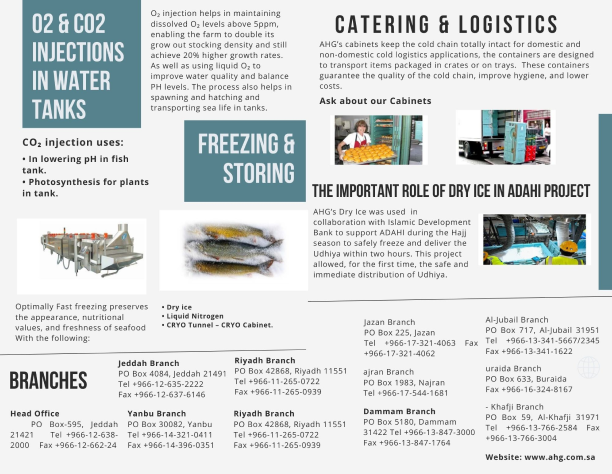 O2 & CO2
INJECTIONS
IN WATER
TANKS
O₂ injection helps in maintaining
dissolved O₂ levels above 5ppm,
enabling the farm to double its
grow out stocking density and still
achieve 20% higher growth rates.
As well as using liquid O₂ to
improve water quality and balance
PH levels. The process also helps in
spawning and hatching and
transporting sea life in tanks.
CO₂ injection uses:
• In lowering pH in fish
tank.
• Photosynthesis for plants
in tank.
FREEZING &
STORING
Optimally Fast freezing preserves
the appearance, nutritional
values, and freshness of seafood
With the following:
• Dry ice
• Liquid Nitrogen
• CRYO Tunnel – CRYO Cabinet.
CATERING & LOGISTICS
AHG's cabinets keep the cold chain totally intact for domestic and
non-domestic cold logistics applications, the containers are designed
to transport items packaged in crates or on trays.  These containers
guarantee the quality of the cold chain, improve hygiene, and lower
costs.
Ask about our Cabinets
THE IMPORTANT ROLE OF DRY ICE IN ADAHI PROJECT
AHG's Dry Ice was used  in
collaboration with Islamic Development
Bank to support ADAHI during the Hajj
season to safely freeze and deliver the
Udhiya within two hours. This project
allowed, for the first time, the safe and
immediate distribution of Udhiya.
BRANCHES
Jeddah Branch
PO Box 4084, Jeddah 21491
Tel +966-12-635-2222
Fax +966-12-637-6146
Riyadh Branch
PO Box 42868, Riyadh 11551
Tel +966-11-265-0722
Fax +966-11-265-0939
Head Office
PO Box-595, Jeddah
21421 Tel +966-12-638-
2000 Fax +966-12-662-24
Yanbu Branch
PO Box 30082, Yanbu
Tel +966-14-321-0411
Fax +966-14-396-0351
Riyadh Branch
PO Box 42868, Riyadh 11551
Tel +966-11-265-0722
Fax +966-11-265-0939
Jazan Branch
PO Box 225, Jazan
Tel +966-17-321-4063 Fax
+966-17-321-4062
ajran Branch
PO Box 1983, Najran
Tel +966-17-544-1681
Dammam Branch
PO Box 5180, Dammam
31422 Tel +966-13-847-3000
Fax +966-13-847-1764
Al-Jubail Branch
PO Box 717, Al-Jubail 31951
Tel +966-13-341-5667/2345
Fax +966-13-341-1622
uraida Branch
PO Box 633, Buraida
Fax +966-16-324-8167
- Khafji Branch
PO Box 59, Al-Khafji 31971
Tel +966-13-766-2584 Fax
+966-13-766-3004
Website: www.ahg.com.sa